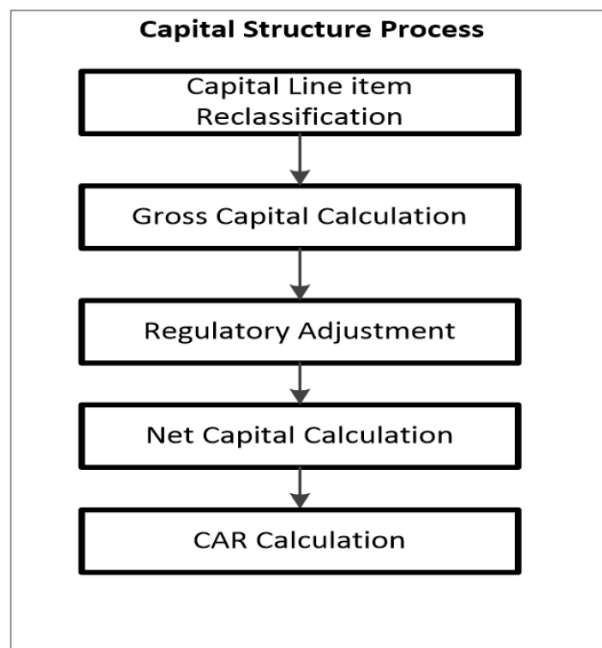 Capital Structure Process
Capital Line item
Reclassification
Gross Capital Calculation
Regulatory Adjustment
Net Capital Calculation
CAR Calculation